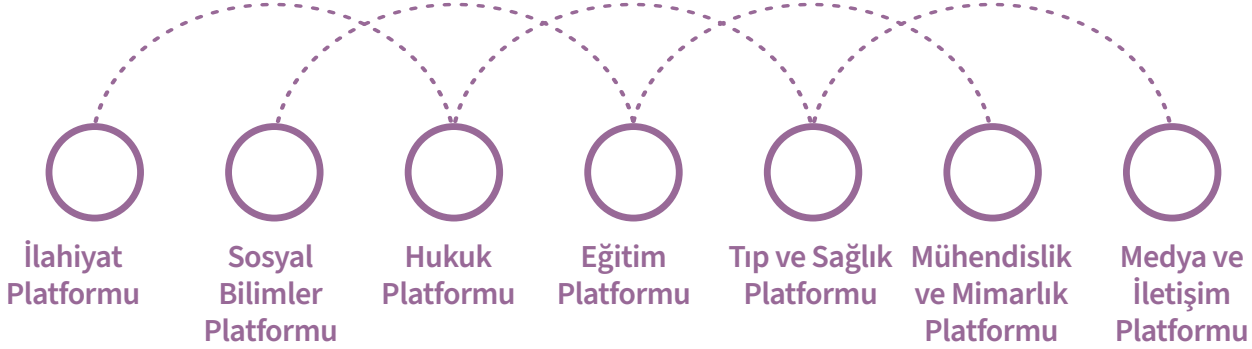 İlahiyat
Platformu
Sosyal
Bilimler
Platformu
Hukuk
Platformu
Eğitim
Platformu
Tıp ve Sağlık
Platformu
Mühendislik
ve Mimarlık
Platformu
Medya ve
İletişim
Platformu